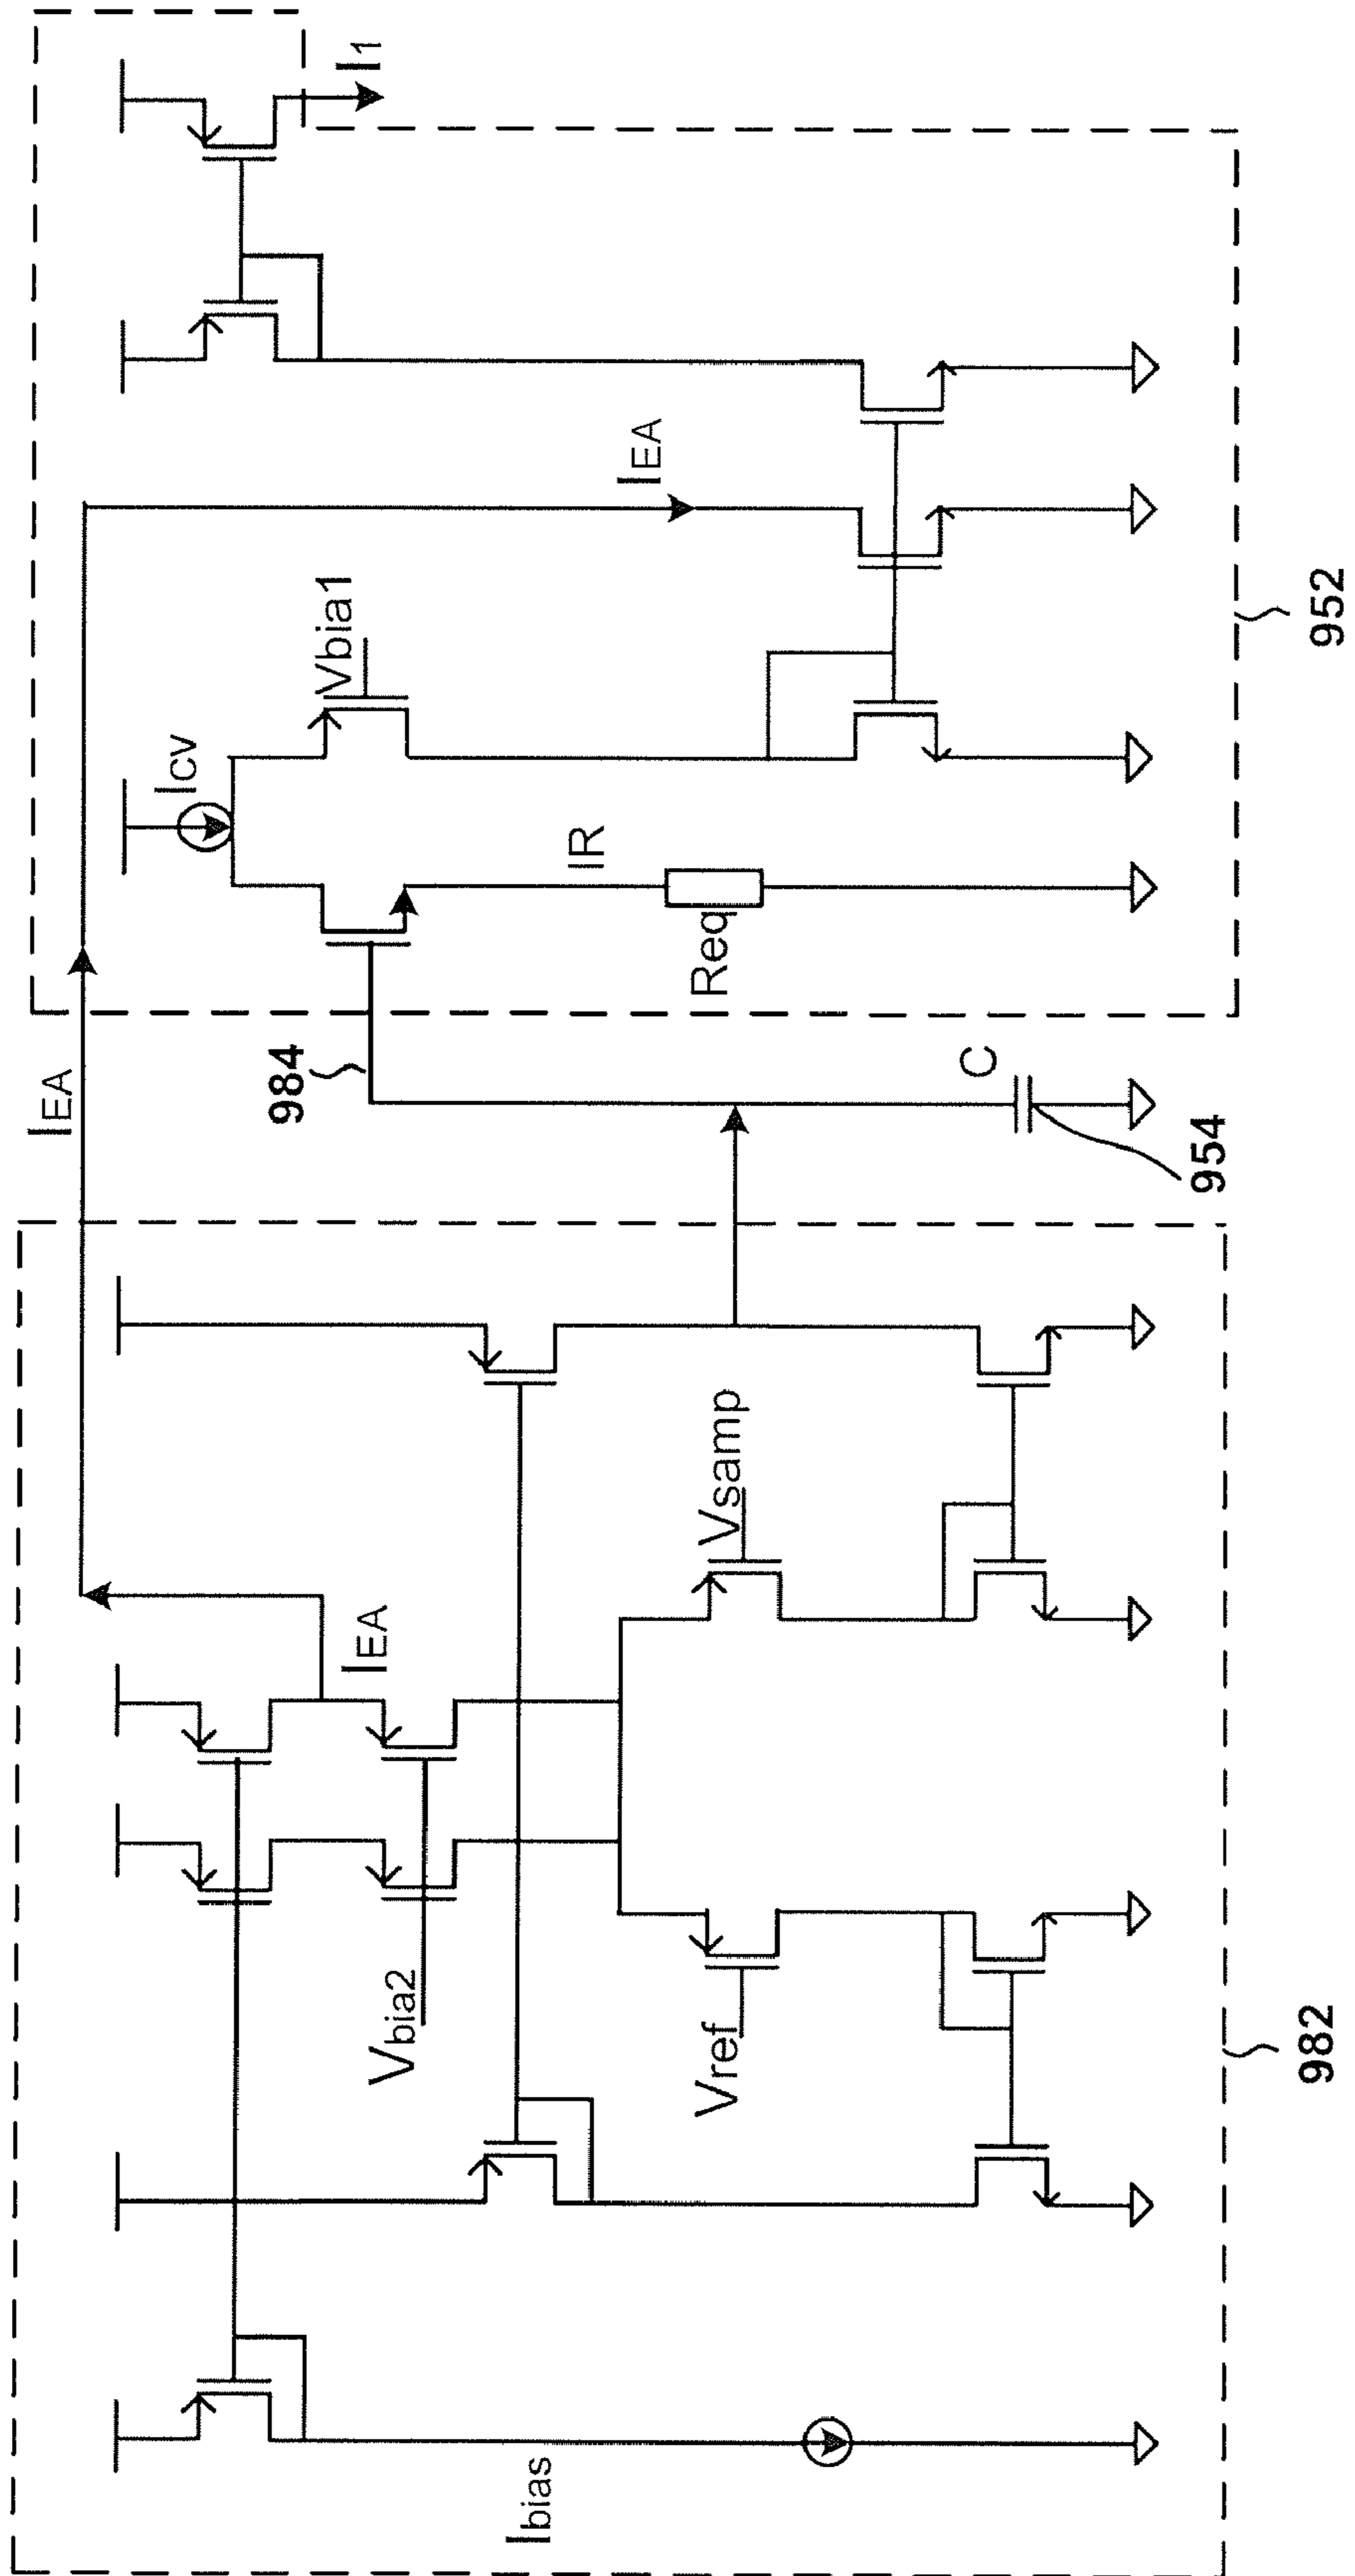 I1
IEA
Vbia1
Icv
IR
Req
952
IEA
984
C
954
Vsamp
IEA
Vbia2
Vref
982
Ibias